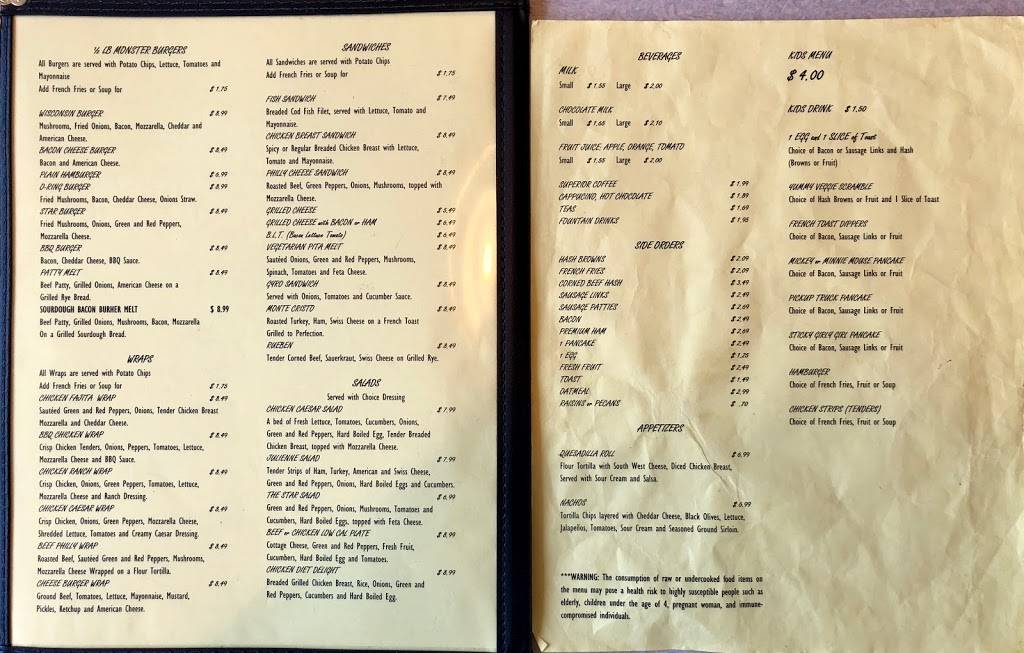 ½ LB MONSTER BURGERS
All Burgers are served with Potato Chips, Lettuce, Tomatoes and
Mayonnaise
Add French Fries or Soup for $ 1.75
WISCONSIN BURGER $ 8.99
Mushrooms, Fried Onions, Bacon, Mozzarella, Cheddar and
American Cheese.
BACON CHEESE BURGER $ 8.49
Bacon and American Cheese.
PLAIN HAMBURGER $ 6.99
O-RING BURGER $ 8.99
Fried Mushrooms, Bacon, Cheddar Cheese, Onions Straw.
STAR BURGER $ 8.49
Fried Mushrooms, Onions, Green and Red Peppers,
Mozzarella Cheese.
BBQ BURGER $ 8.49
Bacon, Cheddar Cheese, BBQ Sauce.
PATTY MELT $ 8.49
Beef Patty, Grilled Onions, American Cheese on a
Grilled Rye Bread.
SOURDOUGH BACON BURHER MELT $ 8.99
Beef Patty, Grilled Onions, Mushrooms, Bacon, Mozzarella
On a Grilled Sourdough Bread.
WRAPS
All Wraps are served with Potato Chips
Add French Fries or Soup for $ 1.75
CHICKEN FAJITA WRAP $ 8.49
Sautéed Green and Red Peppers, Onions, Tender Chicken Breast
Mozzarella and Cheddar Cheese.
BBQ CHICKEN WRAP $ 8.49
Crisp Chicken Tenders, Onions, Peppers, Tomatoes, Lettuce,
Mozzarella Cheese and BBQ Sauce.
CHICKEN RANCH WRAP $ 8.49
Crisp Chicken, Onions, Green Peppers, Tomatoes, Lettuce,
Mozzarella Cheese and Ranch Dressing.
CHICKEN CAESAR WRAP $ 8.49
Crisp Chicken, Onions, Green Peppers, Mozzarella Cheese,
Shredded Lettuce, Tomatoes and Creamy Caesar Dressing.
BEEF PHILLY WRAP $ 8.49
Roasted Beef, Sautéed Green and Red Peppers, Mushrooms,
Mozzarella Cheese Wrapped on a Flour Tortilla.
CHEESE BURGER WRAP $ 8.49
Ground Beef, Tomatoes, Lettuce, Mayonnaise, Mustard,
Pickles, Ketchup and American Cheese.
SANDWICHES
All Sandwiches are served with Potato Chips
Add French Fries or Soup for $ 1.75
FISH SANDWICH $ 7.49
Breaded Cod Fish Filet, served with Lettuce, Tomato and
Mayonnaise.
CHICKEN BREAST SANDWICH $ 8.49
Spicy or Regular Breaded Chicken Breast with Lettuce,
Tomato and Mayonnaise.
PHILLY CHEESE SANDWICH $ 8.49
Roasted Beef, Green Peppers, Onions, Mushrooms, topped with
Mozzarella Cheese.
GRILLED CHEESE $ 5.49
GRILLED CHEESE with BACON or HAM $ 6.49
B.L.T. (Bacon Lettuce Tomato) $ 6.49
VEGETARIAN PITA MELT $ 8.49
Sautéed Onions, Green and Red Peppers, Mushrooms,
Spinach, Tomatoes and Feta Cheese.
GYRO SANDWICH $ 8.49
Served with Onions, Tomatoes and Cucumber Sauce.
MONTE CRISTO $ 8.49
Roasted Turkey, Ham, Swiss Cheese on a French Toast
Grilled to Perfection.
RUEBEN $ 8.49
Tender Corned Beef, Sauerkraut, Swiss Cheese on Grilled Rye.
SALADS
Served with Choice Dressing
CHICKEN CAESAR SALAD $ 7.99
A bed of Fresh Lettuce, Tomatoes, Cucumbers, Onions,
Green and Red Peppers, Hard Boiled Egg, Tender Breaded
Chicken Breast, topped with Mozzarella Cheese.
JULIENNE SALAD $ 7.99
Tender Strips of Ham, Turkey, American and Swiss Cheese,
Green and Red Peppers, Onions, Hard Boiled Eggs and Cucumbers.
THE STAR SALAD $ 6.99
Green and Red Peppers, Onions, Mushrooms, Tomatoes and
Cucumbers, Hard Boiled Eggs, topped with Feta Cheese.
BEEF or CHICKEN LOW CAL PLATE $ 8.99
Cottage Cheese, Green and Red Peppers, Fresh Fruit,
Cucumbers, Hard Boiled Egg and Tomatoes.
CHICKEN DIET DELIGHT $ 8.99
Breaded Grilled Chicken Breast, Rice, Onions, Green and
Red Peppers, Cucumbers and Hard Boiled Egg.
BEVERAGES
MILK
Small $ 1.55 Large $ 2.00
CHOCOLATE MILK
Small $ 1.65 Large $ 2.10
FRUIT JUICE: APPLE, ORANGE, TOMATO
Small $ 1.55 Large $ 2.00
SUPERIOR COFFEE $ 1.99
CAPPUCINO, HOT CHOCOLATE $ 1.89
TEAS $ 1.69
FOUNTAIN DRINKS $ 1.95
SIDE ORDERS
HASH BROWNS $ 2.09
FRENCH FRIES $ 2.09
CORNED BEEF HASH $ 3.49
SAUSAGE LINKS $ 2.49
SAUSAGE PATTIES $ 2.69
BACON $ 2.49
PREMIUM HAM $ 2.69
1 PANCAKE $ 2.49
1 EGG $ 1.25
FRESH FRUIT $ 2.49
TOAST $ 1.49
OATMEAL $ 2.99
RAISINS or PECANS $ .70
APPETIZERS
QUESADILLA ROLL $ 6.99
Flour Tortilla with South West Cheese, Diced Chicken Breast,
Served with Sour Cream and Salsa.
NACHOS $ 6.99
Tortilla Chips layered with Cheddar Cheese, Black Olives, Lettuce,
Jalapeños, Tomatoes, Sour Cream and Seasoned Ground Sirloin.
***WARNING: The consumption of raw or undercooked food items on
the menu may pose a health risk to highly susceptible people such as
elderly, children under the age of 4, pregnant woman, and immune-
compromised individuals.
KIDS MENU
$ 4.00
KIDS DRINK $ 1.50
1 EGG and 1 SLICE of Toast
Choice of Bacon or Sausage Links and Hash
(Browns or Fruit)
YUMMY VEGGIE SCRAMBLE
Choice of Hash Browns or Fruit and 1 Slice of Toast
FRENCH TOAST DIPPERS
Choice of Bacon, Sausage Links or Fruit
MICKEY or MINNIE MOUSE PANCAKE
Choice of Bacon, Sausage Links or Fruit
PICKUP TRUCK PANCAKE
Choice of Bacon, Sausage Links or Fruit
STICKY GIRLY GIRL PANCAKE
Choice of Bacon, Sausage Links or Fruit
HAMBURGER
Choice of French Fries, Fruit or Soup
CHICKEN STRIPS (TENDERS)
Choice of French Fries, Fruit or Soup